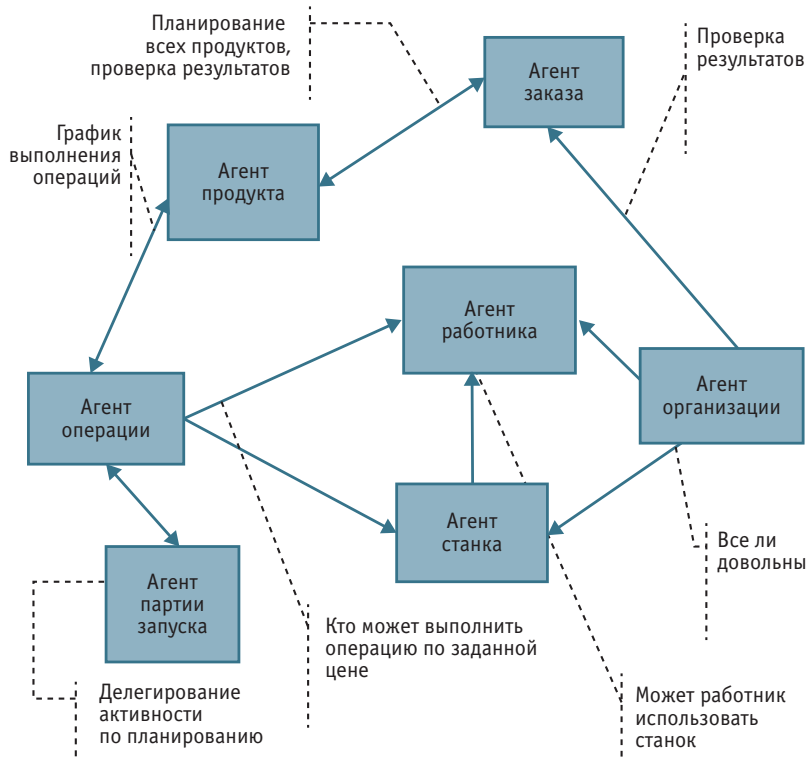 Планирование
всех продуктов,
проверка результатов
Агент
заказа
Проверка
результатов
График
выполнения
операций
Агент
продукта
Агент
работника
Агент
операции
Агент
организации
Агент
станка
Агент
партии
запуска
Все ли
довольны
Кто может выполнить
операцию по заданной
цене
Делегирование
активности
по планированию
Может работник
использовать
станок